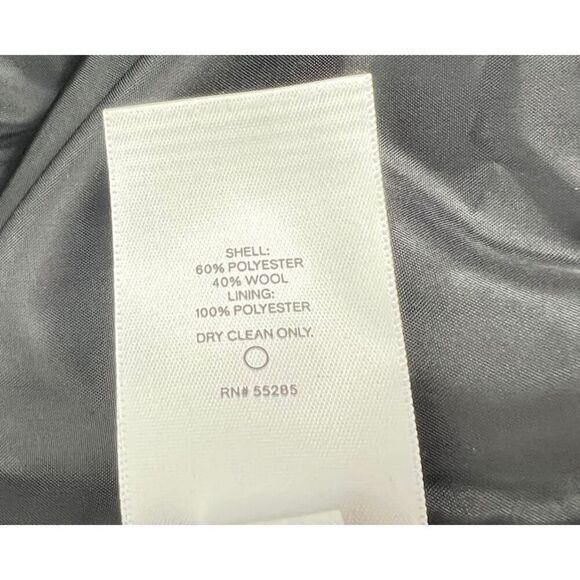 SHELL:
60% POLYESTER
40% WOOL
LINING:
100% POLYESTER
DRY CLEAN ONLY.
RN# 55285